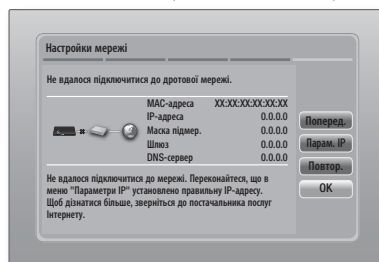 Настройки мережі
Не вдалося підключитися до дротової мережі.
MAC-адреса XX:XX:XX:XX:XX:XX
IP-адреса 0.0.0.0
Маска підмер. 0.0.0.0
Шлюз 0.0.0.0
DNS-сервер 0.0.0.0
Не вдалося підключитися до мережі. Переконайтеся, що в
меню "Параметри IP" установлено правильну IP-адресу.
Щоб дізнатися більше, зверніться до постачальника послуг
Інтернету.
Поперед.
Парам. IP
Повтор.
OK